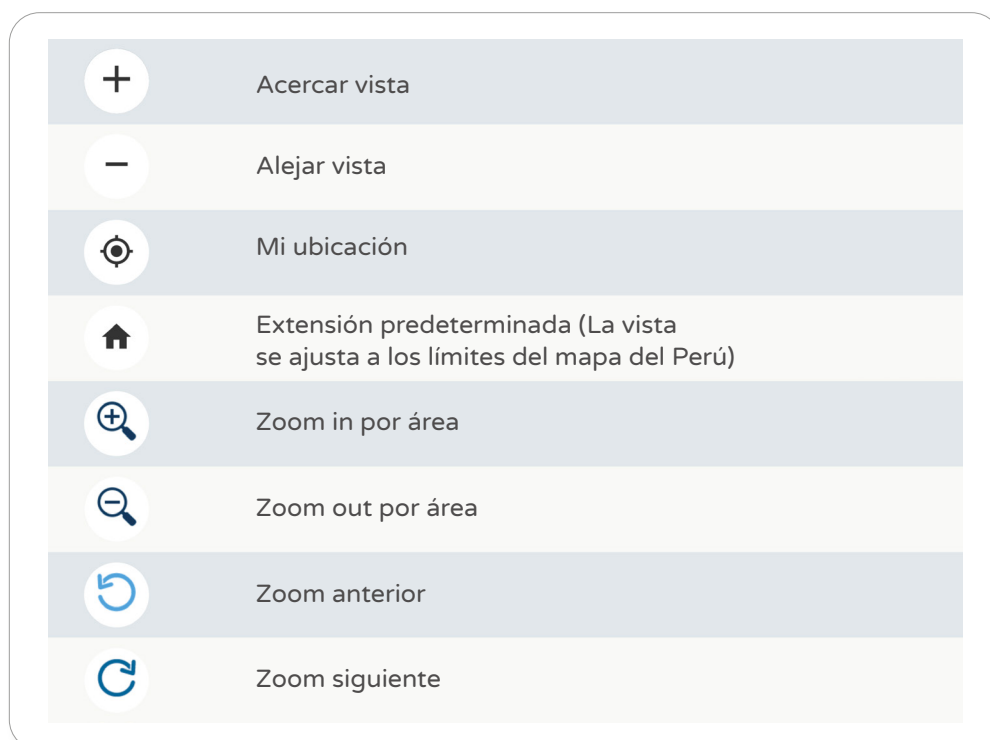 Acercar vista
Alejar vista
Mi ubicación
Extensión predeterminada (La vista
se ajusta a los límites del mapa del Perú)
Zoom in por área
Zoom out por área
Zoom anterior
Zoom siguiente